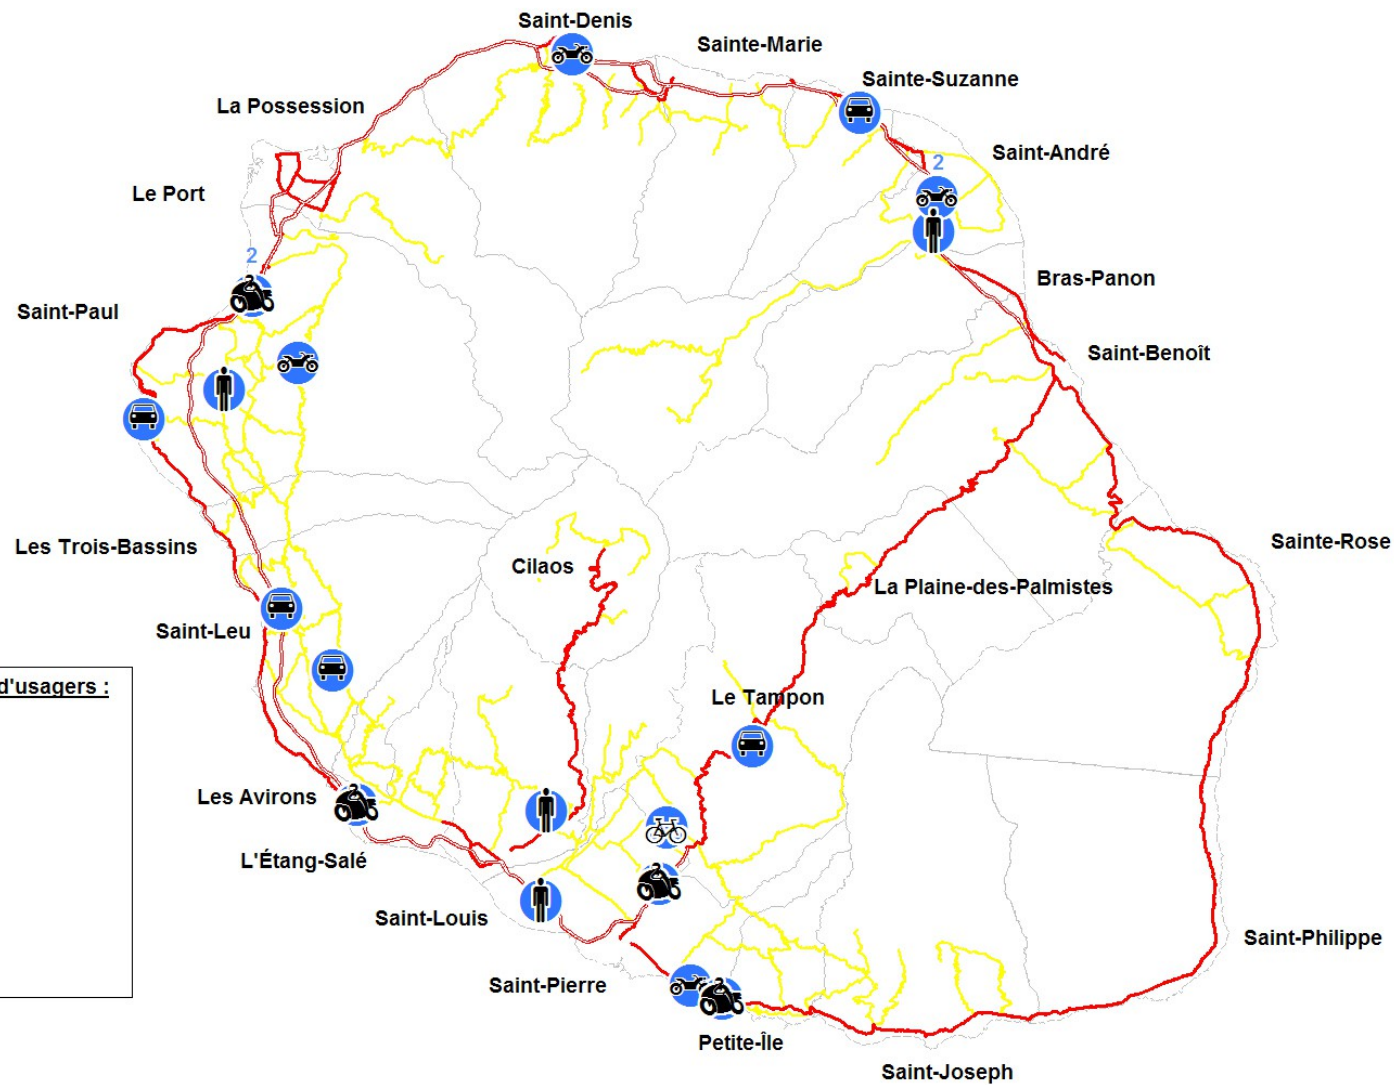 Saint-Denis
Sainte-Marie
Sainte-Suzanne
La Possession
Saint-André
2
Le Port
2
Bras-Panon
Saint-Paul
Saint-Benoît
Sainte-Rose
Les Trois-Bassins
Cilaos
La Plaine-des-Palmistes
Saint-Leu
d'usagers :
Le Tampon
Les Avirons
L'Étang-Salé
Saint-Louis
Saint-Philippe
Saint-Pierre
Petite-Île
Saint-Joseph